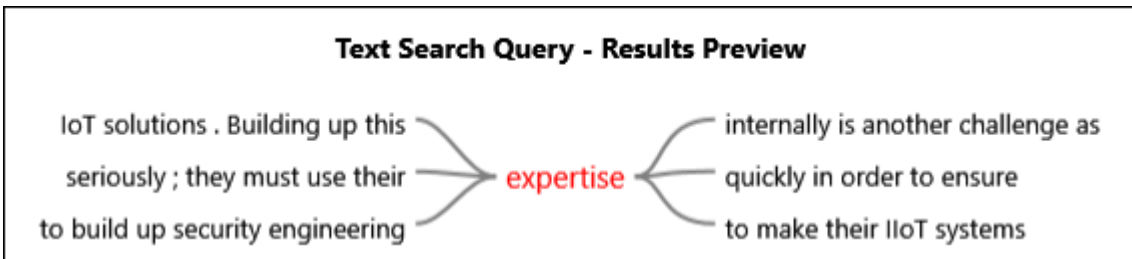 Text Search Query - Results Preview
IoT solutions . Building up this
seriously ; they must use their
to build up security engineering
expertise
internally is another challenge as
quickly in order to ensure
to make their IIoT systems